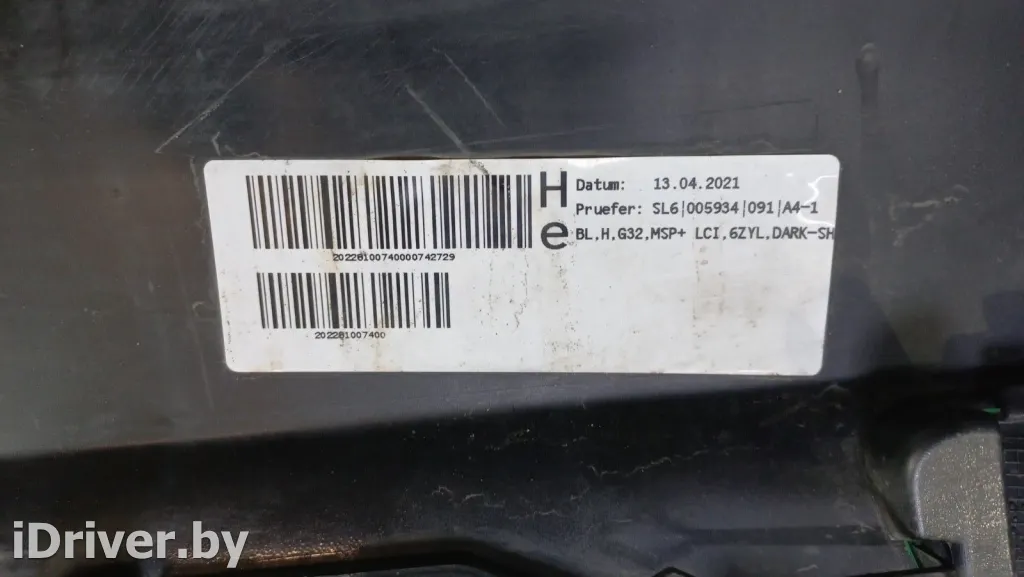 20228100740000742729
202281007400
H
e
Datum: 13.04.2021
Pruefer: SL6|005934|091|A4-1
BL,H,G32,MSP+ LCI,6ZYL,DARK-SH
iDriver.by